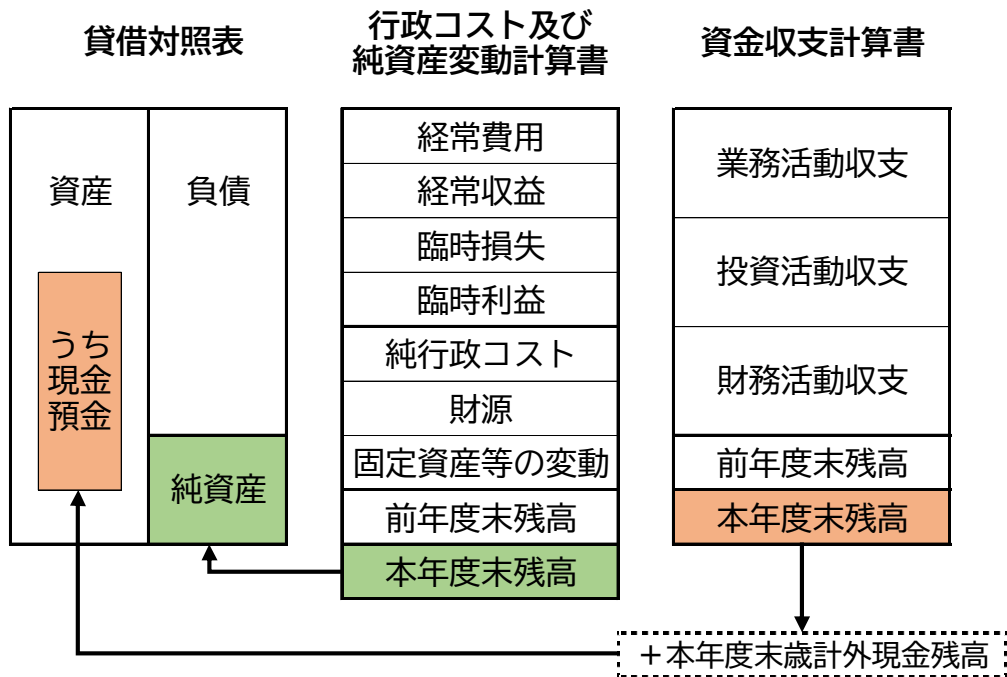 貸借対照表
資産
負債
うち
現金
預金
純資産
行政コスト及び
純資産変動計算書
経常費用
経常収益
臨時損失
臨時利益
純行政コスト
財源
固定資産等の変動
前年度末残高
本年度末残高
資金収支計算書
業務活動収支
投資活動収支
財務活動収支
前年度末残高
本年度末残高
＋本年度末歳計外現金残高